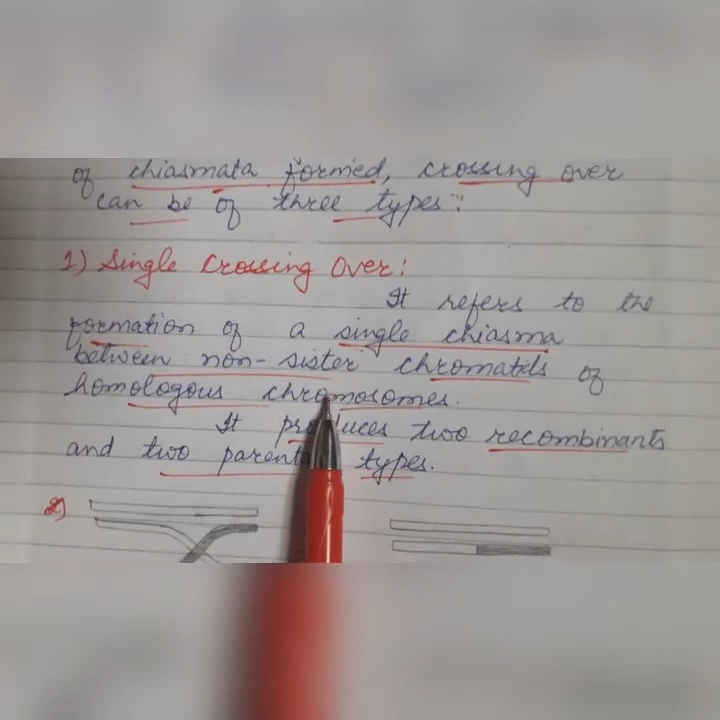 of chiasmata formed, crossing over
can be of three types":
1) Single Crossing Over:
It refers to the
formation of a single chiasma
between non-sister chromatids of
homologous chromosomes.
It produces two recombinants
and two parent types.
2)